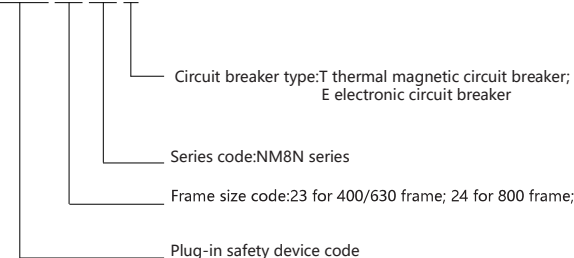 Circuit breaker type:T thermal magnetic circuit breaker;
E electronic circuit breaker
Series code:NM8N series
Frame size code:23 for 400/630 frame; 24 for 800 frame;
Plug-in safety device code